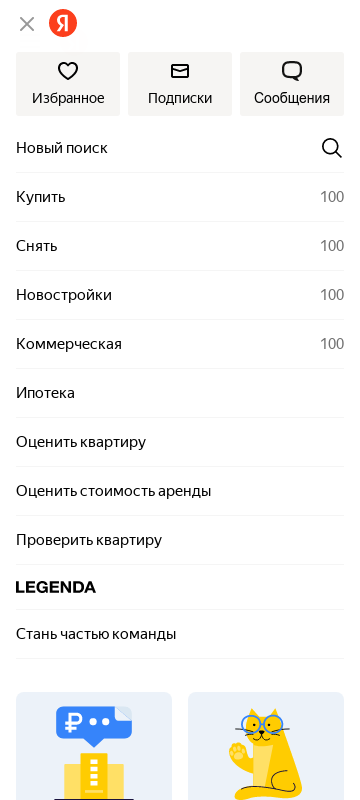 Я
Избранное
Подписки
Сообщения
Новый поиск
Купить 100
Снять 100
Новостройки 100
Коммерческая 100
Ипотека
Оценить квартиру
Оценить стоимость аренды
Проверить квартиру
LEGENDA
Стань частью команды
₽